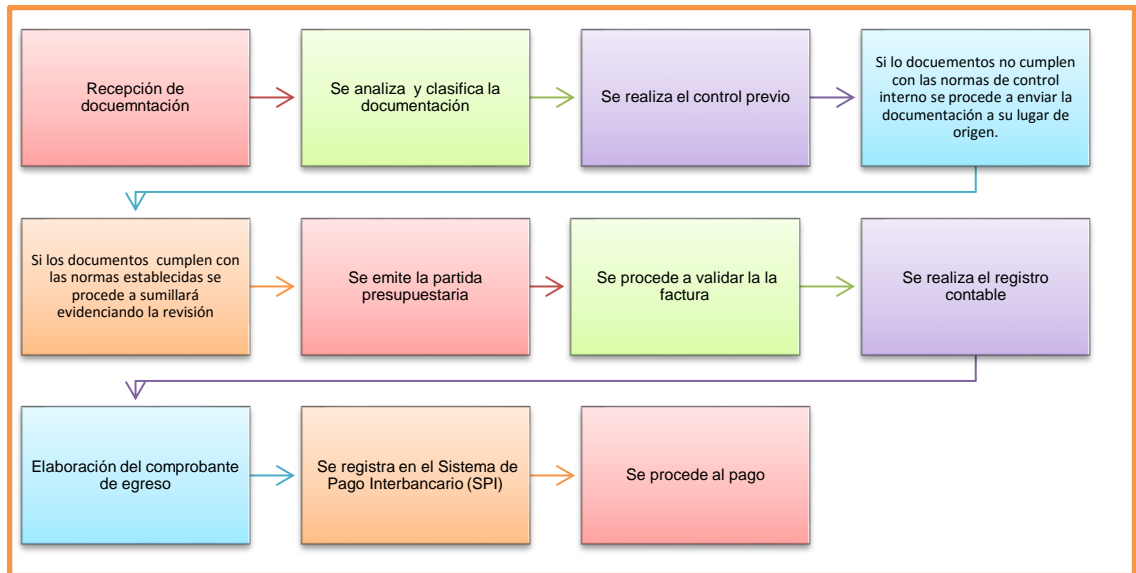 Recepción de
docuemntación
Se analiza y clasifica la
documentación
Se realiza el control previo
Si lo docuementos no cumplen
con las normas de control
interno se procede a enviar la
documentación a su lugar de
origen.
Si los documentos cumplen con
las normas establecidas se
procede a sumillará
evidenciando la revisión
Se emite la partida
presupuestaria
Se procede a validar la la
factura
Se realiza el registro
contable
Elaboración del comprobante
de egreso
Se registra en el Sistema de
Pago Interbancario (SPI)
Se procede al pago